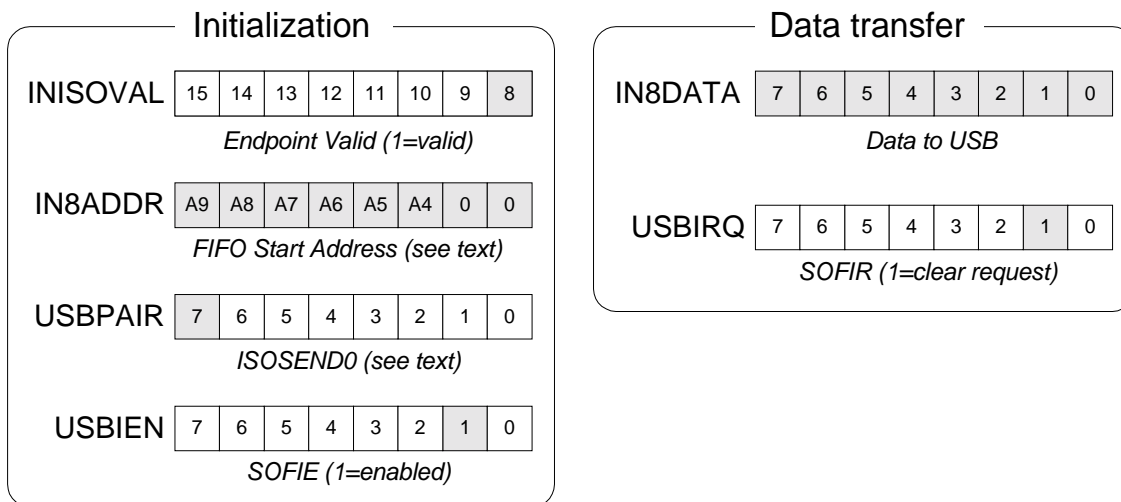 Initialization
INISOVAL 15 14 13 12 11 10 9 8
Endpoint Valid (1=valid)
IN8ADDR A9 A8 A7 A6 A5 A4 0 0
FIFO Start Address (see text)
USBPAIR 7 6 5 4 3 2 1 0
ISOSEND0 (see text)
USBIEN 7 6 5 4 3 2 1 0
SOFIE (1=enabled)
Data transfer
IN8DATA 7 6 5 4 3 2 1 0
Data to USB
USBIRQ 7 6 5 4 3 2 1 0
SOFIR (1=clear request)